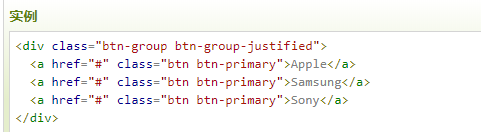 实例
<div class="btn-group btn-group-justified">
  <a href="#" class="btn btn-primary">Apple</a>
  <a href="#" class="btn btn-primary">Samsung</a>
  <a href="#" class="btn btn-primary">Sony</a>
</div>